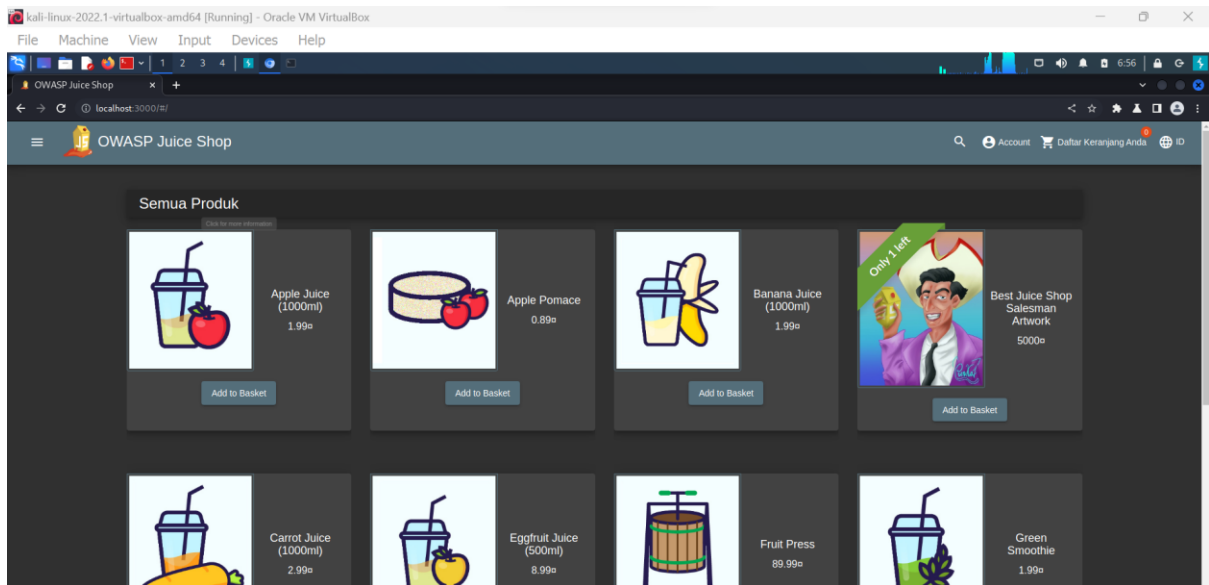 kali-linux-2022.1-virtualbox-amd64 [Running] - Oracle VM VirtualBox
File Machine View Input Devices Help
1 2 3 4 6:56
OWASP Juice Shop
localhost:3000/#/
OWASP Juice Shop
Account Daftar Keranjang Anda 0 ID
Semua Produk
Click for more information
Only 1 left
Apple Juice
(1000ml)
1.99¤
Add to Basket
Apple Pomace
0.89¤
Add to Basket
Banana Juice
(1000ml)
1.99¤
Add to Basket
Best Juice Shop
Salesman
Artwork
5000¤
Add to Basket
Carrot Juice
(1000ml)
2.99¤
Eggfruit Juice
(500ml)
8.99¤
Fruit Press
89.99¤
Green
Smoothie
1.99¤